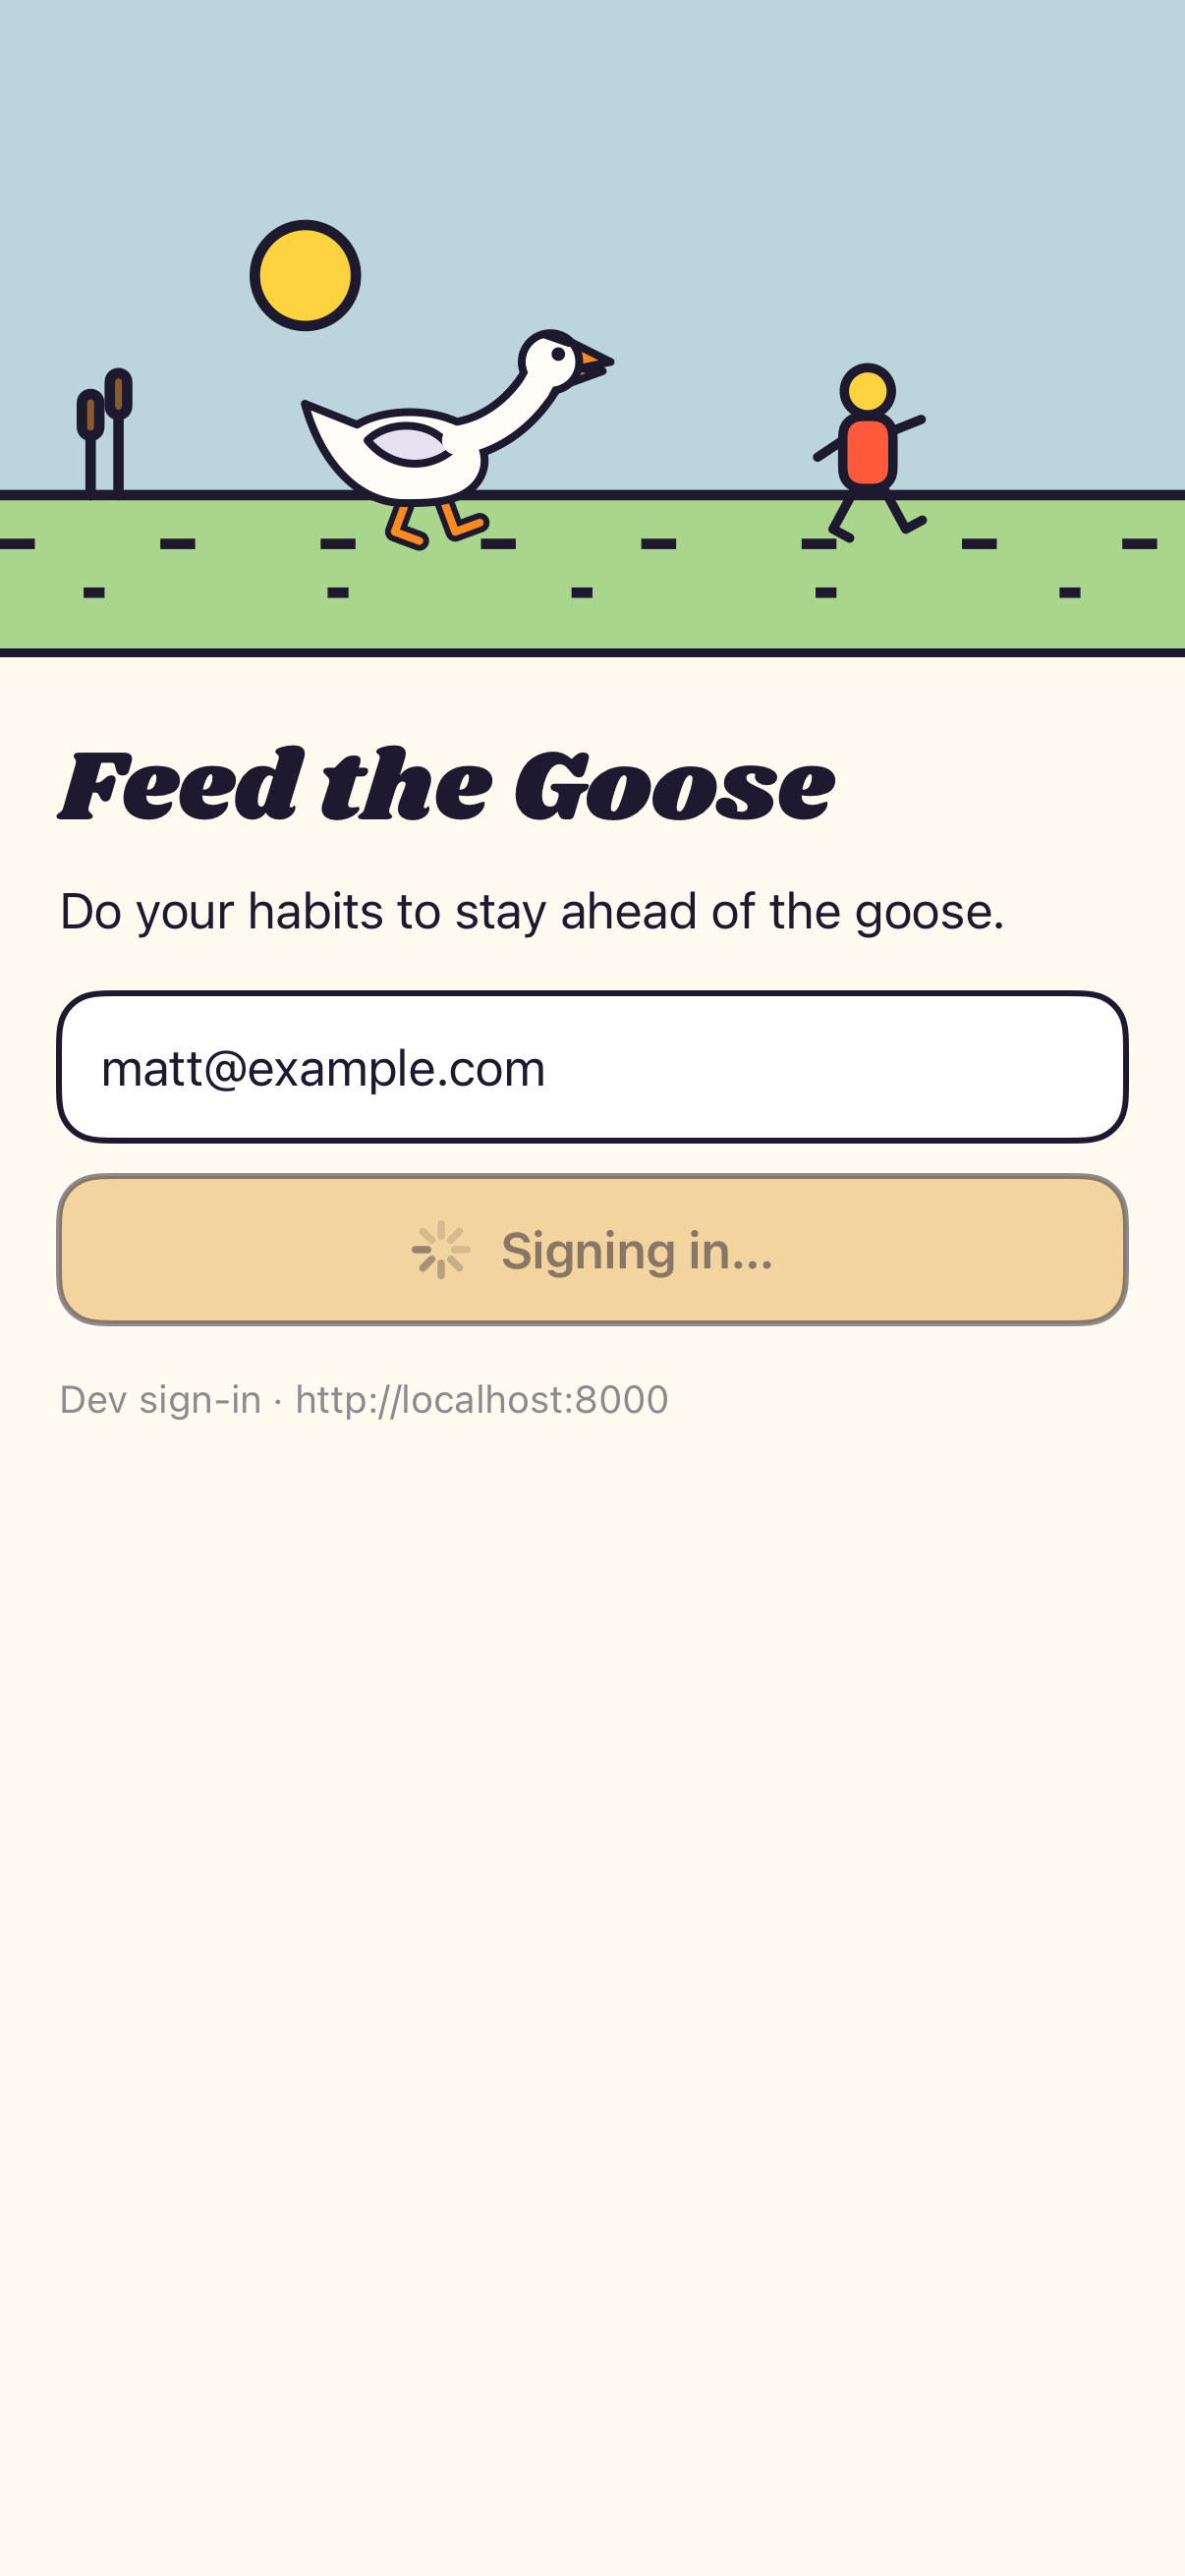 Feed the Goose
Do your habits to stay ahead of the goose.
matt@example.com
Signing in...
Dev sign-in · http://localhost:8000